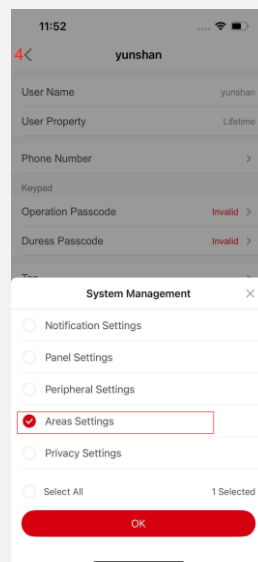 11:52
4
yunshan
User Name yunshan
User Property Lifetime
Phone Number
Keypad
Operation Passcode Invalid
Duress Passcode Invalid
System Management
Notification Settings
Panel Settings
Peripheral Settings
Areas Settings
Privacy Settings
Select All 1 Selected
OK